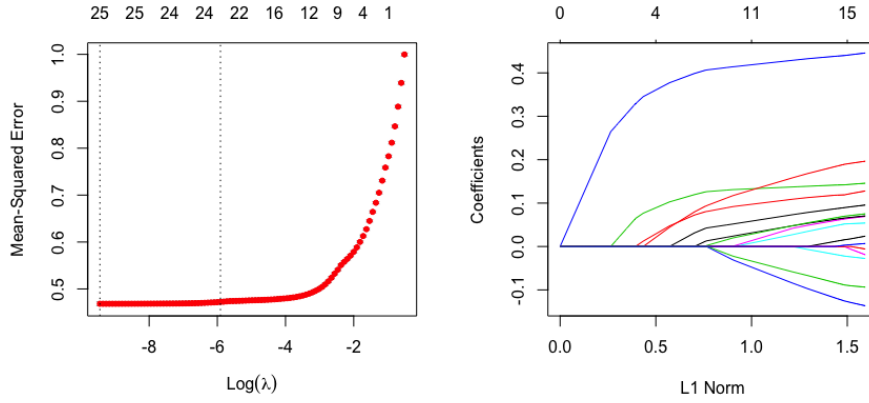 25 25 24 24 22 16 12 9 4 1
1.0
0.9
0.8
0.7
0.6
0.5
Mean-Squared Error
-8 -6 -4 -2
Log(λ)
0 4 11 15
0.4
0.3
0.2
0.1
0.0
-0.1
Coefficients
0.0 0.5 1.0 1.5
L1 Norm